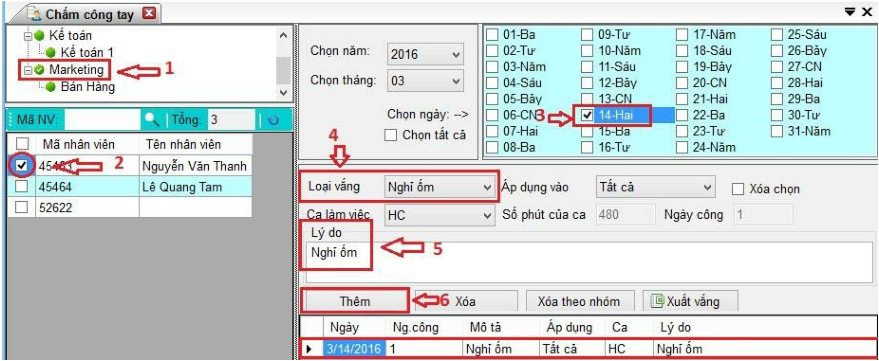 Chấm công tay
Kế toán
Kế toán 1
Marketing
Bán Hàng
1
Mã NV:
Tổng: 3
Mã nhân viên Tên nhân viên
45463 Nguyễn Văn Thanh
2
45464 Lê Quang Tam
52622
Chọn năm: 2016
Chọn tháng: 03
Chọn ngày: -->
Chọn tất cả
01-Ba 09-Tư 17-Năm 25-Sáu
02-Tư 10-Năm 18-Sáu 26-Bảy
03-Năm 11-Sáu 19-Bảy 27-CN
04-Sáu 12-Bảy 20-CN 28-Hai
05-Bảy 13-CN 21-Hai 29-Ba
06-CN 3 14-Hai 22-Ba 30-Tư
07-Hai 15-Ba 23-Tư 31-Năm
08-Ba 16-Tư 24-Năm
4
Loại vắng Nghỉ ốm Áp dụng vào Tất cả Xóa chọn
Ca làm việc HC Số phút của ca 480 Ngày công 1
Lý do
Nghỉ ốm
5
Thêm 6 Xóa Xóa theo nhóm Xuất vắng
Ngày Ng.công Mô tả Áp dụng Ca Lý do
3/14/2016 1 Nghỉ ốm Tất cả HC Nghỉ ốm